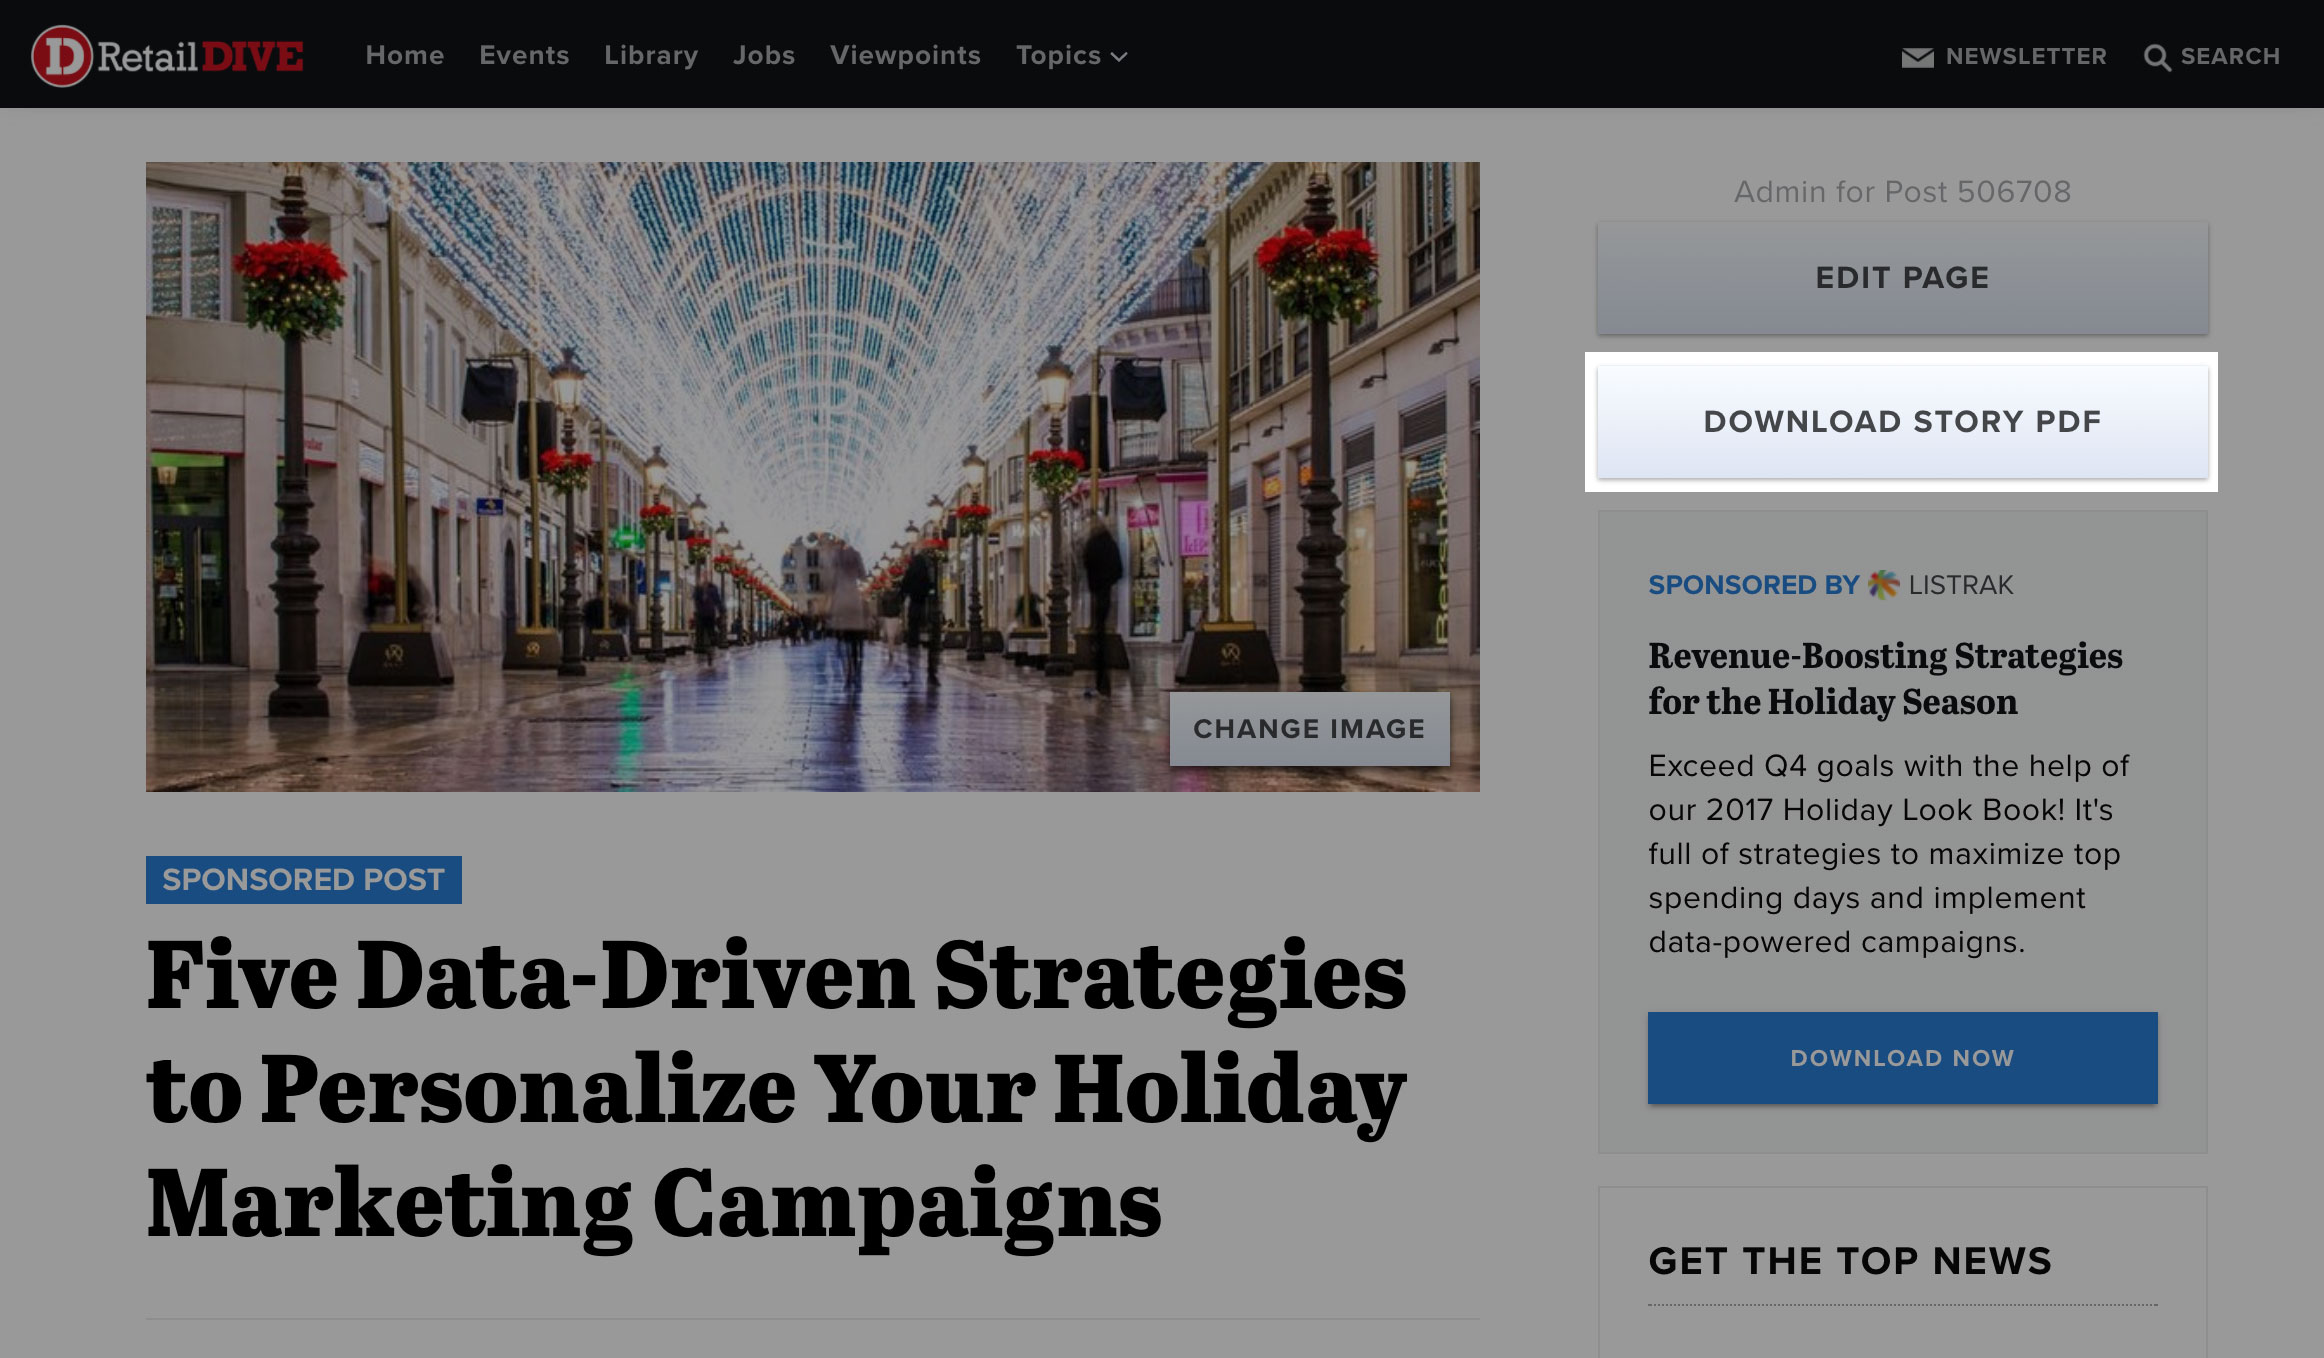 D Retail DIVE
Home Events Library Jobs Viewpoints Topics
NEWSLETTER SEARCH
Admin for Post 506708
EDIT PAGE
DOWNLOAD STORY PDF
CHANGE IMAGE
SPONSORED POST
Five Data-Driven Strategies
to Personalize Your Holiday
Marketing Campaigns
SPONSORED BY LISTRAK
Revenue-Boosting Strategies
for the Holiday Season
Exceed Q4 goals with the help of
our 2017 Holiday Look Book! It's
full of strategies to maximize top
spending days and implement
data-powered campaigns.
DOWNLOAD NOW
GET THE TOP NEWS